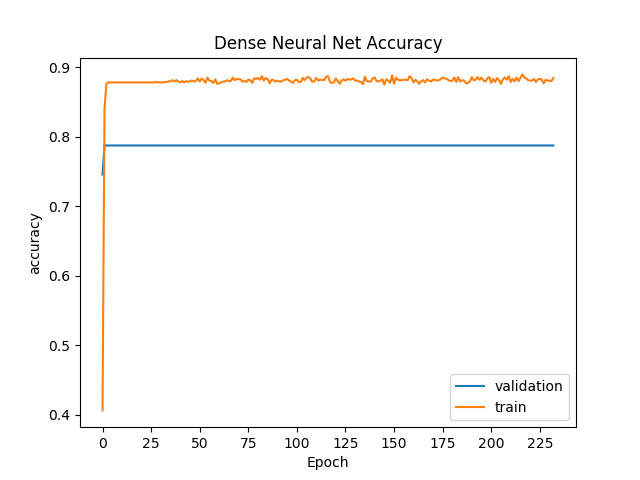 Dense Neural Net Accuracy
0.9
0.8
0.7
0.6
0.5
0.4
accuracy
validation
train
0 25 50 75 100 125 150 175 200 225
Epoch